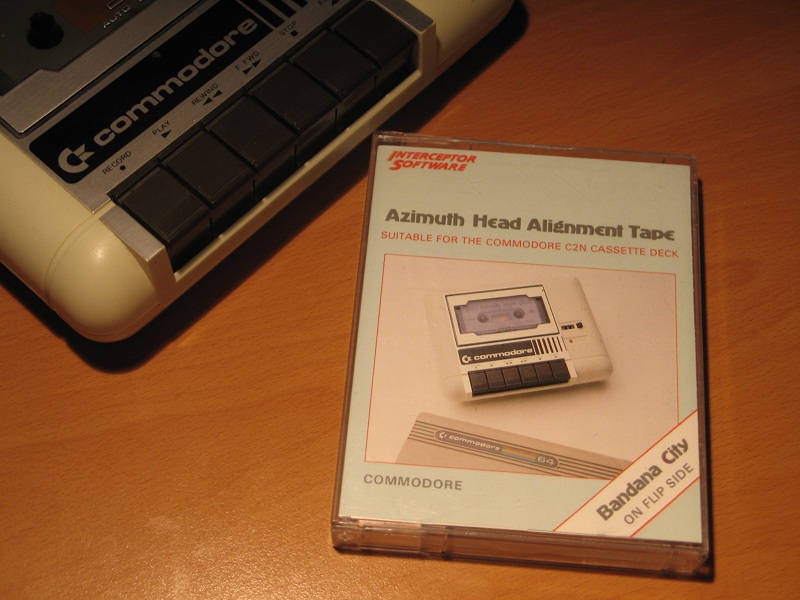 AUTO
commodore
RECORD
PLAY
REWIND
F.FWD
STOP
INTERCEPTOR
SOFTWARE
Azimuth Head Alignment Tape
SUITABLE FOR THE COMMODORE C2N CASSETTE DECK
commodore
commodore
64
COMMODORE
Bandana City
ON FLIP SIDE